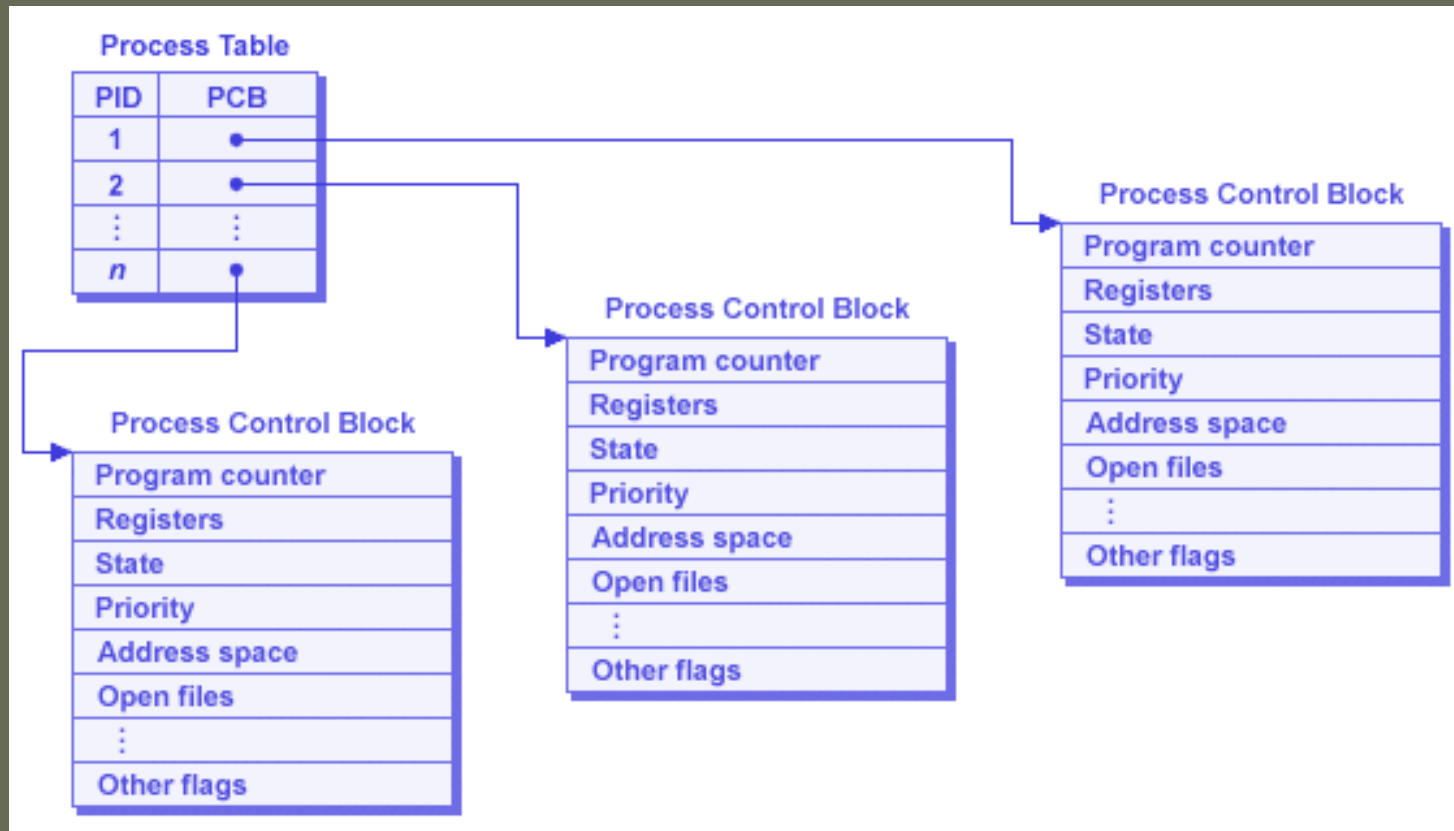 Process Table
PID PCB
1
2
⋮ ⋮
n
Process Control Block
Program counter
Registers
State
Priority
Address space
Open files
⋮
Other flags
Process Control Block
Program counter
Registers
State
Priority
Address space
Open files
⋮
Other flags
Process Control Block
Program counter
Registers
State
Priority
Address space
Open files
⋮
Other flags